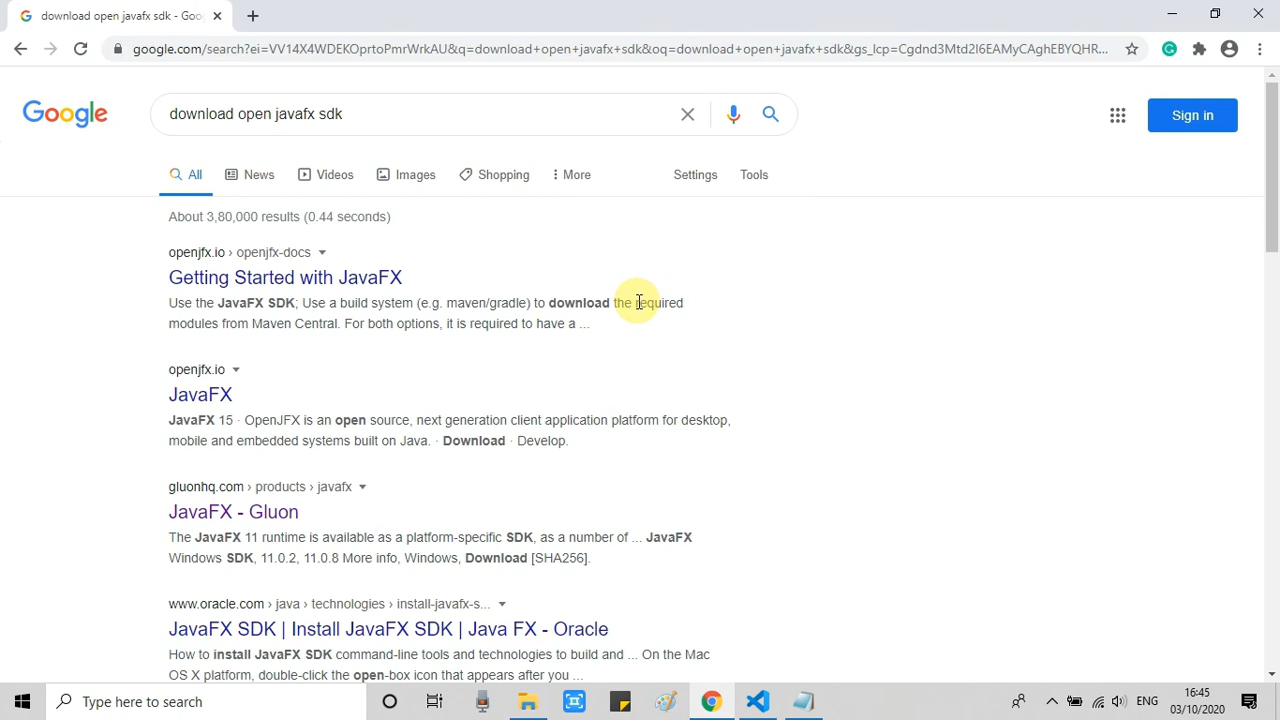 download open javafx sdk - Goo
google.com/search?ei=VV14X4WDEKOprtoPmrWrkAU&q=download+open+javafx+sdk&oq=download+open+javafx+sdk&gs_lcp=Cgdnd3Mtd2l6EAMyCAghEBYQHR...
Google
download open javafx sdk
Sign in
All
News
Videos
Images
Shopping
More
Settings
Tools
About 3,80,000 results (0.44 seconds)
openjfx.io › openjfx-docs
Getting Started with JavaFX
Use the JavaFX SDK; Use a build system (e.g. maven/gradle) to download the required
modules from Maven Central. For both options, it is required to have a ...
openjfx.io
JavaFX
JavaFX 15 · OpenJFX is an open source, next generation client application platform for desktop,
mobile and embedded systems built on Java. · Download · Develop.
gluonhq.com › products › javafx
JavaFX - Gluon
The JavaFX 11 runtime is available as a platform-specific SDK, as a number of ... JavaFX
Windows SDK, 11.0.2, 11.0.8 More info, Windows, Download [SHA256].
www.oracle.com › java › technologies › install-javafx-s...
JavaFX SDK | Install JavaFX SDK | Java FX - Oracle
How to install JavaFX SDK command-line tools and technologies to build and ... On the Mac
OS X platform, double-click the open-box icon that appears after you ...
Type here to search
ENG
16:45
03/10/2020